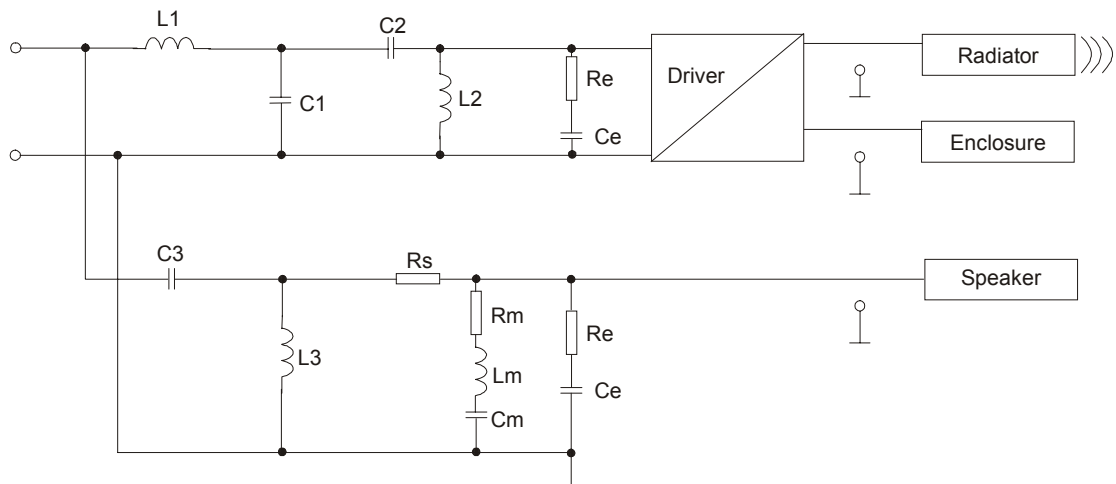 L1
C2
C1
L2
Re
Ce
Driver
Radiator
Enclosure
C3
L3
Rs
Rm
Lm
Cm
Re
Ce
Speaker